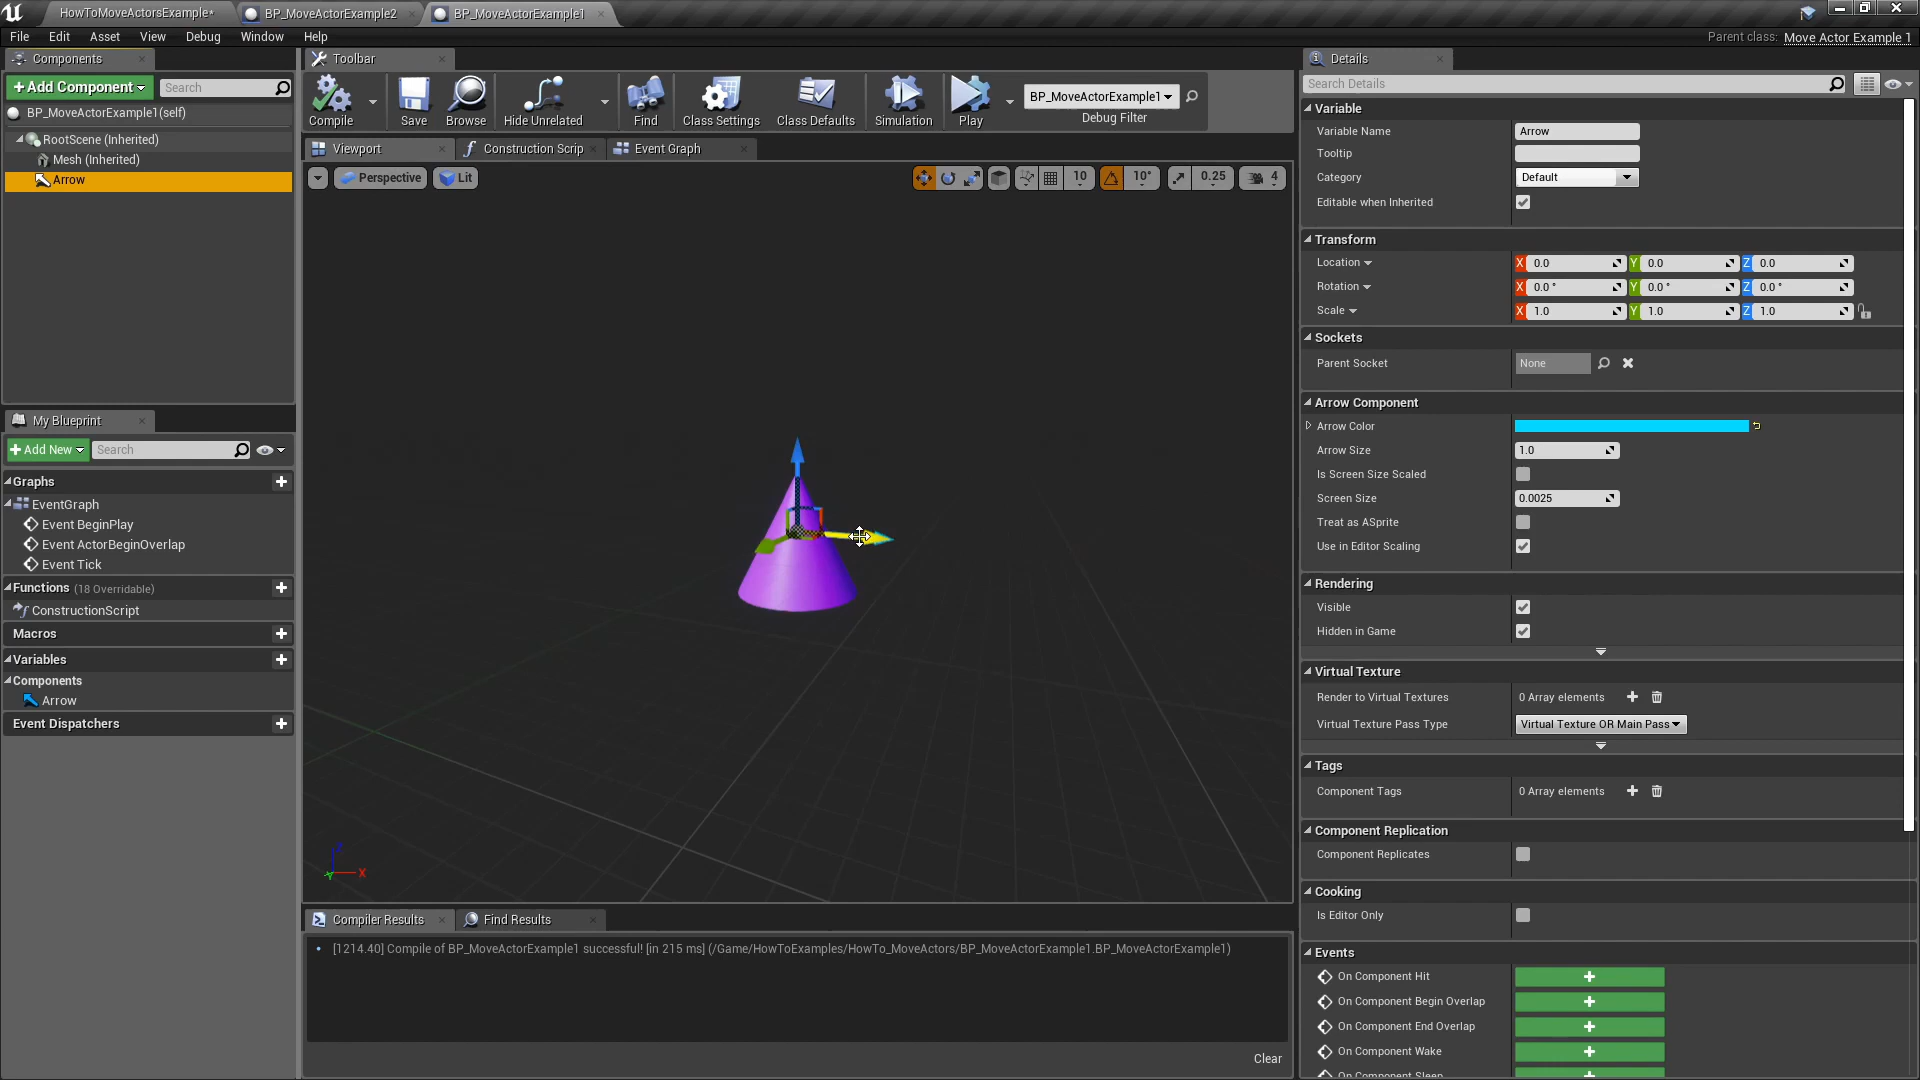 HowToMoveActorsExample*
BP_MoveActorExample2
BP_MoveActorExample1
File Edit Asset View Debug Window Help
Parent class: Move Actor Example 1
Components
+Add Component
Search
BP_MoveActorExample1(self)
RootScene (Inherited)
Mesh (Inherited)
Arrow
My Blueprint
+Add New
Search
Graphs
EventGraph
Event BeginPlay
Event ActorBeginOverlap
Event Tick
Functions (18 Overridable)
ConstructionScript
Macros
Variables
Components
Arrow
Event Dispatchers
Toolbar
Compile
Save
Browse
Hide Unrelated
Find
Class Settings
Class Defaults
Simulation
Play
BP_MoveActorExample1
Debug Filter
Viewport
Construction Scrip
Event Graph
Perspective
Lit
10
10°
0.25
4
Z
X
Y
Compiler Results
Find Results
[1214.40] Compile of BP_MoveActorExample1 successful! [in 215 ms] (/Game/HowToExamples/HowTo_MoveActors/BP_MoveActorExample1.BP_MoveActorExample1)
Clear
Details
Search Details
Variable
Variable Name Arrow
Tooltip
Category Default
Editable when Inherited
Transform
Location X 0.0 Y 0.0 Z 0.0
Rotation X 0.0 ° Y 0.0 ° Z 0.0 °
Scale X 1.0 Y 1.0 Z 1.0
Sockets
Parent Socket None
Arrow Component
Arrow Color
Arrow Size 1.0
Is Screen Size Scaled
Screen Size 0.0025
Treat as ASprite
Use in Editor Scaling
Rendering
Visible
Hidden in Game
Virtual Texture
Render to Virtual Textures 0 Array elements
Virtual Texture Pass Type Virtual Texture OR Main Pass
Tags
Component Tags 0 Array elements
Component Replication
Component Replicates
Cooking
Is Editor Only
Events
On Component Hit
On Component Begin Overlap
On Component End Overlap
On Component Wake
On Component Sleep